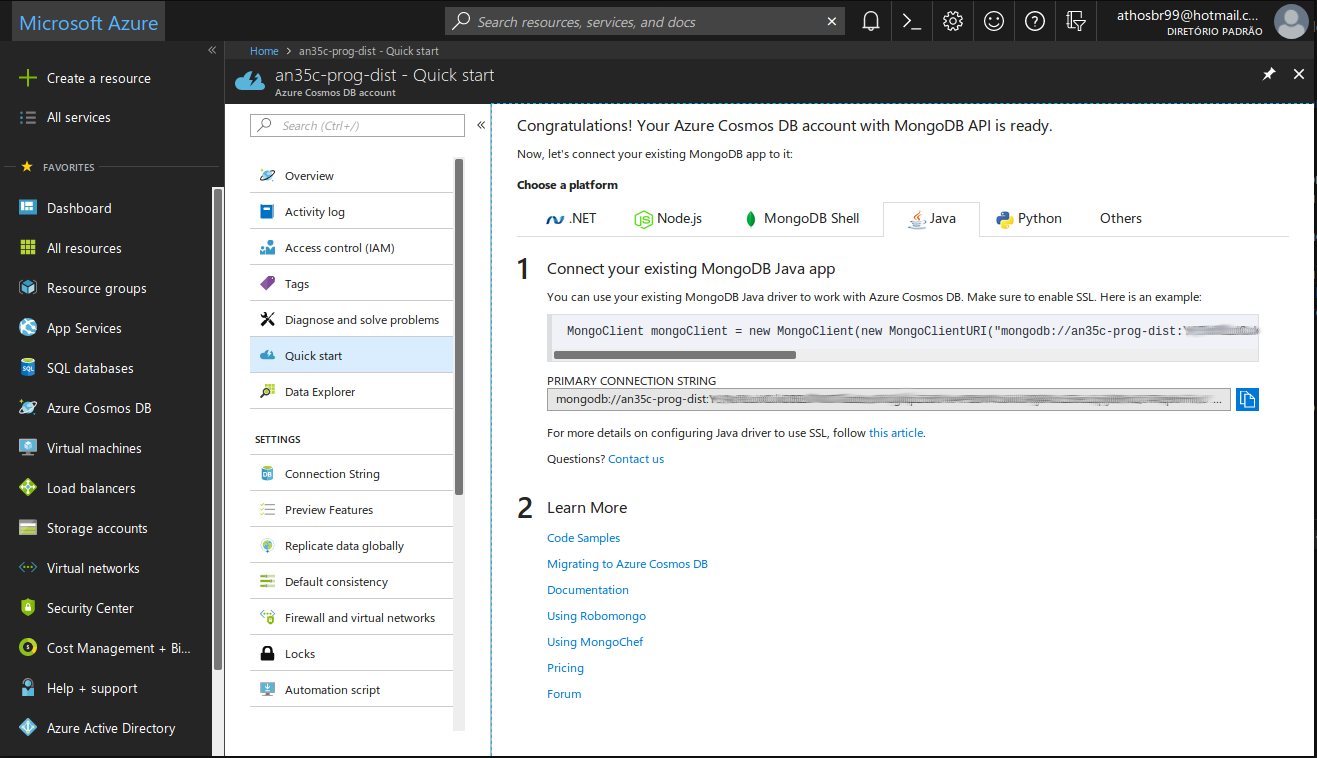 Microsoft Azure
Search resources, services, and docs
athosbr99@hotmail.c...
DIRETÓRIO PADRÃO
Create a resource
All services
FAVORITES
Dashboard
All resources
Resource groups
App Services
SQL databases
Azure Cosmos DB
Virtual machines
Load balancers
Storage accounts
Virtual networks
Security Center
Cost Management + Bi...
Help + support
Azure Active Directory
Home > an35c-prog-dist - Quick start
an35c-prog-dist - Quick start
Azure Cosmos DB account
Search (Ctrl+/)
Overview
Activity log
Access control (IAM)
Tags
Diagnose and solve problems
Quick start
Data Explorer
SETTINGS
Connection String
Preview Features
Replicate data globally
Default consistency
Firewall and virtual networks
Locks
Automation script
Congratulations! Your Azure Cosmos DB account with MongoDB API is ready.
Now, let's connect your existing MongoDB app to it:
Choose a platform
.NET Node.js MongoDB Shell Java Python Others
1 Connect your existing MongoDB Java app
You can use your existing MongoDB Java driver to work with Azure Cosmos DB. Make sure to enable SSL. Here is an example:
MongoClient mongoClient = new MongoClient(new MongoClientURI("mongodb://an35c-prog-dist:
PRIMARY CONNECTION STRING
mongodb://an35c-prog-dist: ...
For more details on configuring Java driver to use SSL, follow this article.
Questions? Contact us
2 Learn More
Code Samples
Migrating to Azure Cosmos DB
Documentation
Using Robomongo
Using MongoChef
Pricing
Forum